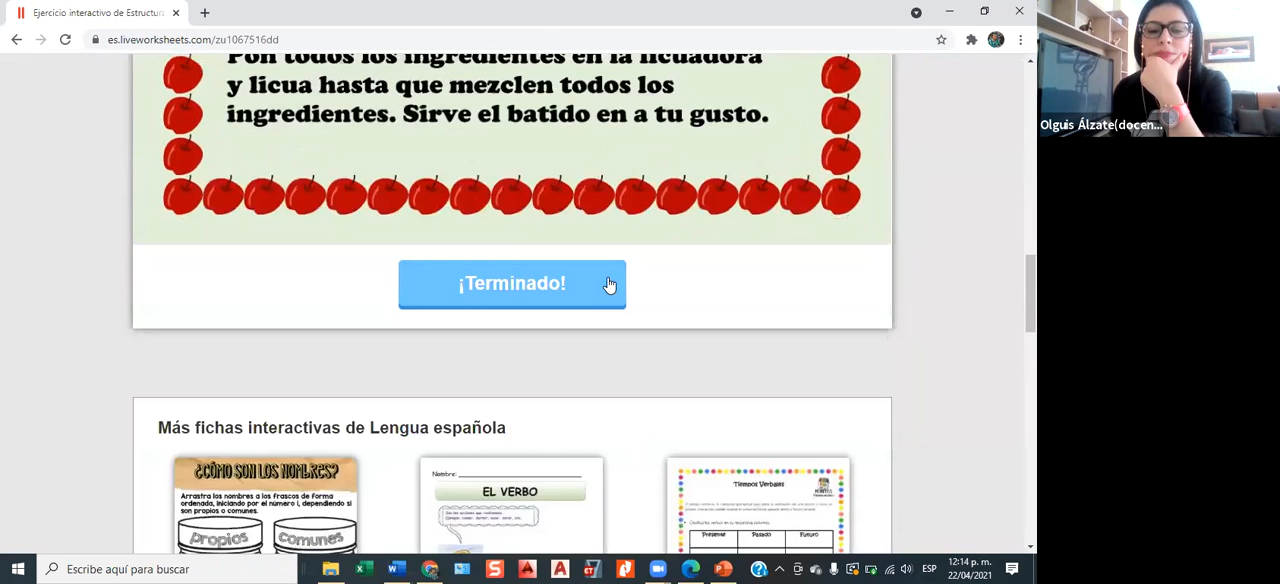 Ejercicio interactivo de Estructura
es.liveworksheets.com/zu1067516dd
Olguis Álzate(docen...
Pon todos los ingredientes en la licuadora
y licua hasta que mezclen todos los
ingredientes. Sirve el batido en a tu gusto.
¡Terminado!
Más fichas interactivas de Lengua española
¿CÓMO SON LOS NOMBRES?
Arrastra los nombres a los frascos de forma
ordenada, iniciando por el número 1, dependiendo si
son propios o comunes.
propios
comunes
Nombre:
EL VERBO
Tiempos Verbales
Presente
Pasado
Futuro
Escribe aquí para buscar
ESP
12:14 p. m.
22/04/2021